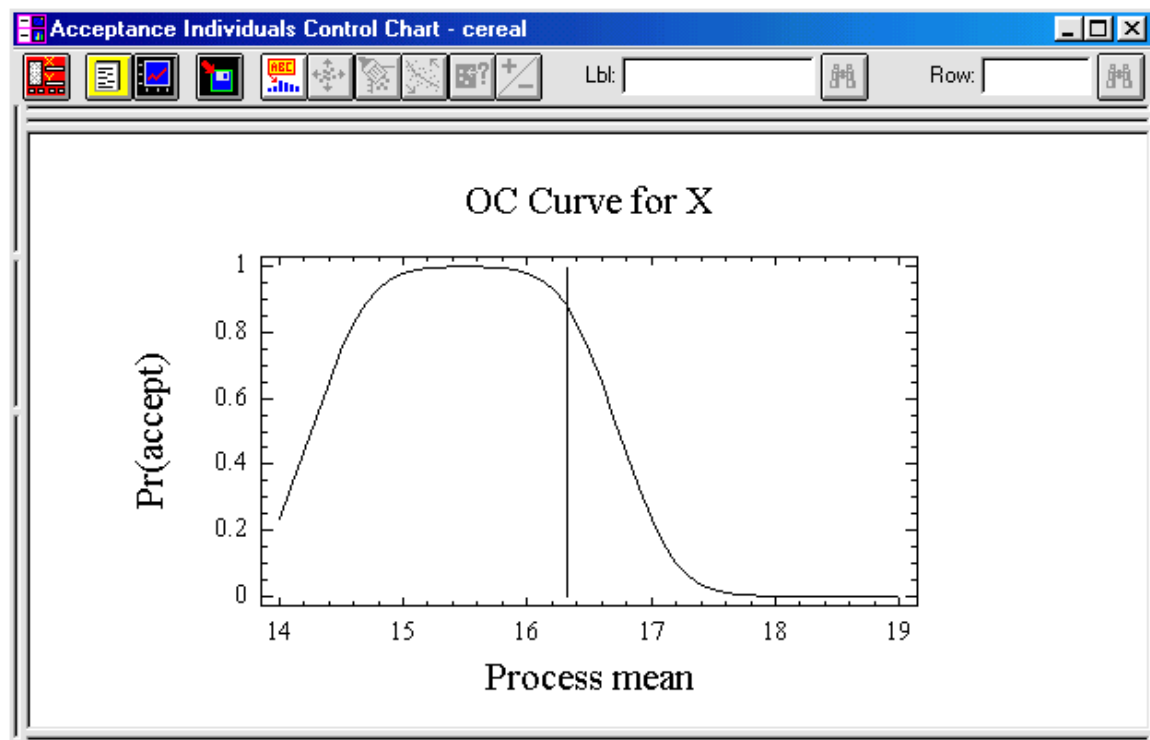 Acceptance Individuals Control Chart - cereal
ABC
Lbl:
Row:
OC Curve for X
Pr(accept)
1
0.8
0.6
0.4
0.2
0
14 15 16 17 18 19
Process mean